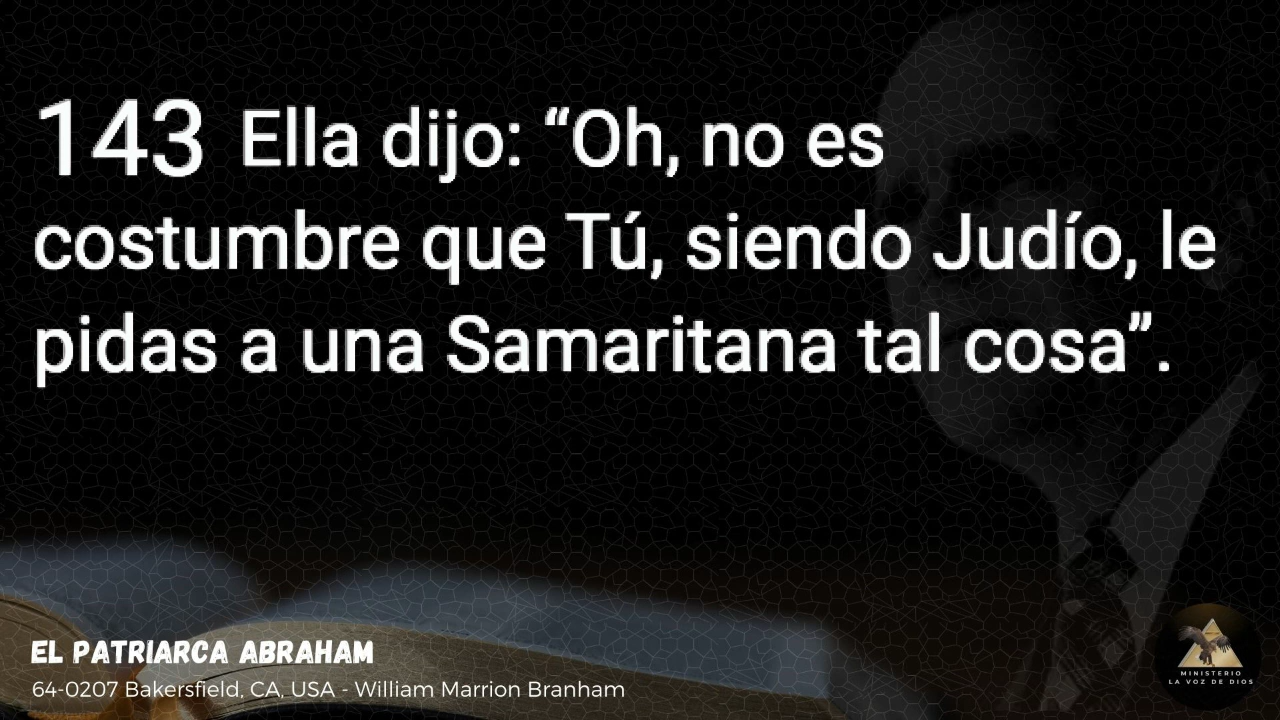 143 Ella dijo: “Oh, no es
costumbre que Tú, siendo Judío, le
pidas a una Samaritana tal cosa”.
EL PATRIARCA ABRAHAM
64-0207 Bakersfield, CA, USA - William Marrion Branham
MINISTERIO
LA VOZ DE DIOS